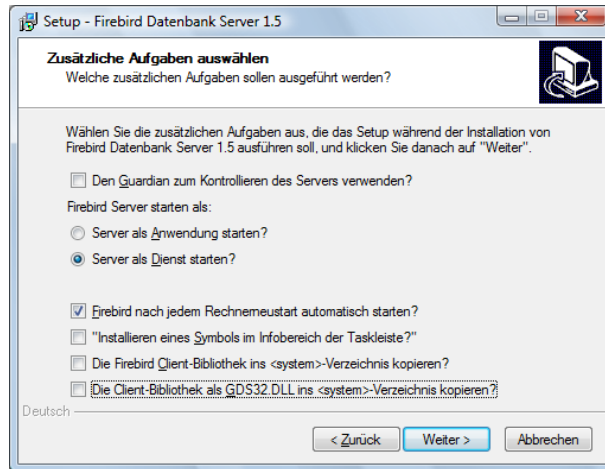 Setup - Firebird Datenbank Server 1.5
Zusätzliche Aufgaben auswählen
Welche zusätzlichen Aufgaben sollen ausgeführt werden?
Wählen Sie die zusätzlichen Aufgaben aus, die das Setup während der Installation von
Firebird Datenbank Server 1.5 ausführen soll, und klicken Sie danach auf "Weiter".
Den Guardian zum Kontrollieren des Servers verwenden?
Firebird Server starten als:
Server als Anwendung starten?
Server als Dienst starten?
Firebird nach jedem Rechnerneustart automatisch starten?
"Installieren eines Symbols im Infobereich der Taskleiste?"
Die Firebird Client-Bibliothek ins <system>-Verzeichnis kopieren?
Die Client-Bibliothek als GDS32.DLL ins <system>-Verzeichnis kopieren?
Deutsch
< Zurück Weiter > Abbrechen